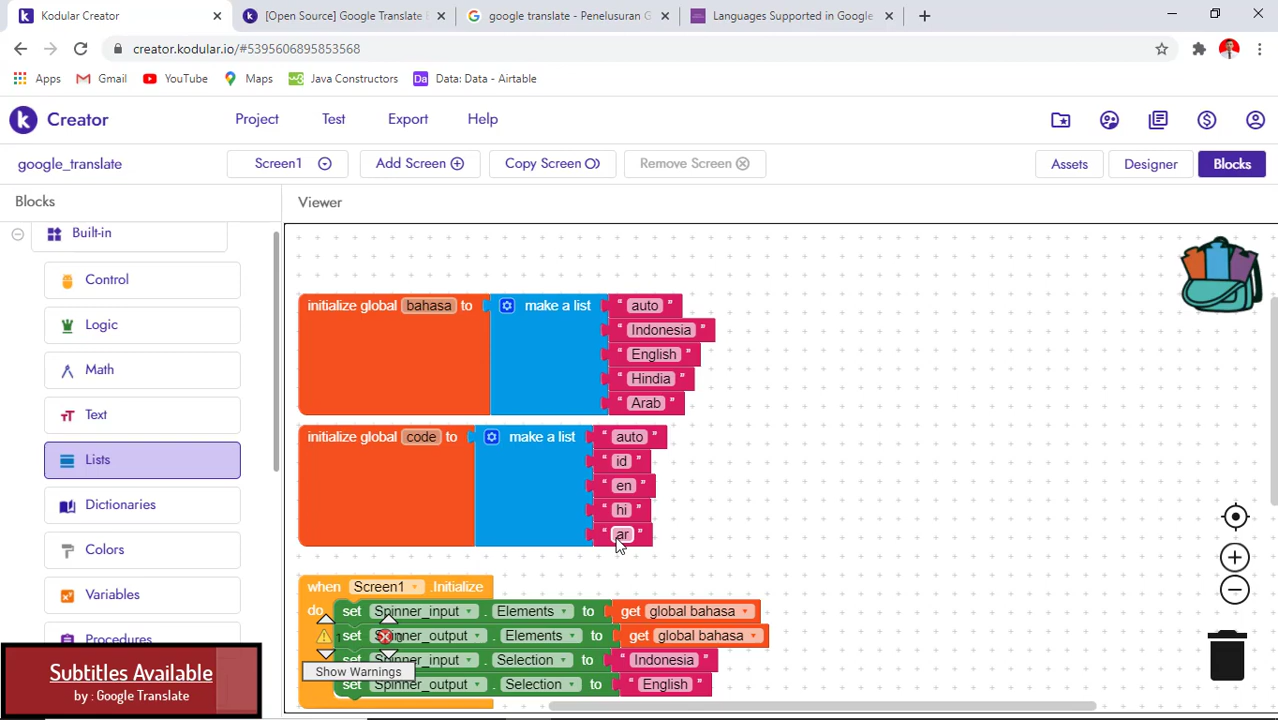 Kodular Creator
[Open Source] Google Translate E
google translate - Penelusuran G
Languages Supported in Google
creator.kodular.io/#5395606895853568
Apps
Gmail
YouTube
Maps
Java Constructors
Data: Data - Airtable
Creator
Project
Test
Export
Help
google_translate
Screen1
Add Screen
Copy Screen
Remove Screen
Assets
Designer
Blocks
Blocks
Viewer
Built-in
Control
Logic
Math
Text
Lists
Dictionaries
Colors
Variables
Procedures
initialize global bahasa to make a list " auto "
" Indonesia "
" English "
" Hindia "
" Arab "
initialize global code to make a list " auto "
" id "
" en "
" hi "
" ar "
when Screen1 .Initialize
do set Spinner_input . Elements to get global bahasa
set Spinner_output . Elements to get global bahasa
set Spinner_input . Selection to " Indonesia "
set Spinner_output . Selection to " English "
Show Warnings
Subtitles Available
by : Google Translate